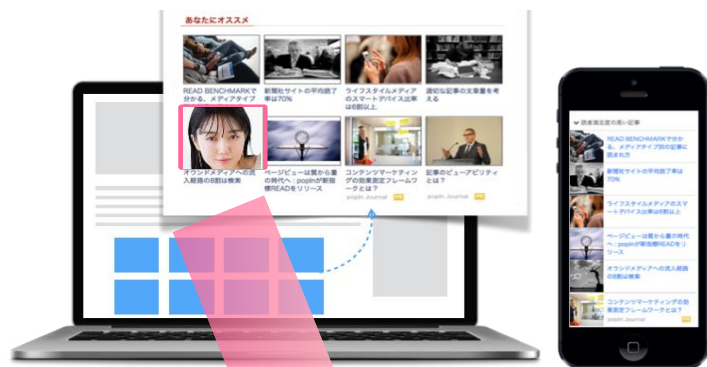 あなたにオススメ
READ BENCHMARKで
分かる、メディアタイプ
新聞社サイトの平均読了
率は70%
ライフスタイルメディア
のスマートデバイス比率
は6割以上
適切な記事の文章量を考
える
オウンドメディアへの流
入経路の8割は検索
ページビューは質から量
の時代へ：popinが新指
標READをリリース
コンテンツマーケティン
グの効果測定フレームワ
ークとは？
popIn Journal
記事のビューアビリティ
とは？
popIn Journal
読者満足度の高い記事
READ BENCHMARKで分か
る、メディアタイプ別の記事に
読まれ方
新聞社サイトの平均読了率は
70%
ライフスタイルメディアのスマ
ートデバイス比率は6割以上
ページビューは質から量の時代
へ：popinが新指標READをリ
リース
オウンドメディアへの流入経路
の8割は検索
コンテンツマーケティングの効
果測定フレームワークとは？
popIn Journal